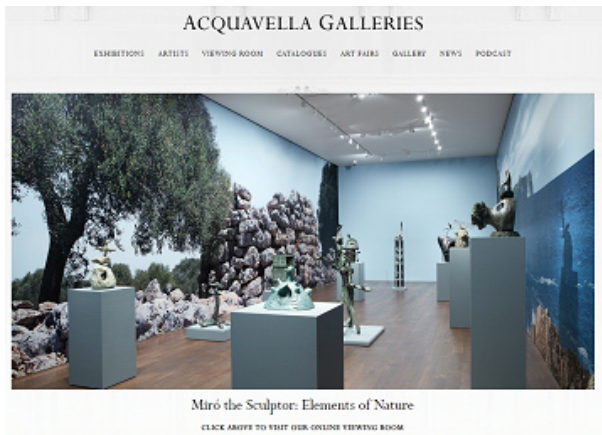 ACQUAVELLA GALLERIES
EXHIBITIONS ARTISTS VIEWING ROOM CATALOGUES ART FAIRS GALLERY NEWS PODCAST
Miró the Sculptor: Elements of Nature
CLICK ABOVE TO VISIT OUR ONLINE VIEWING ROOM